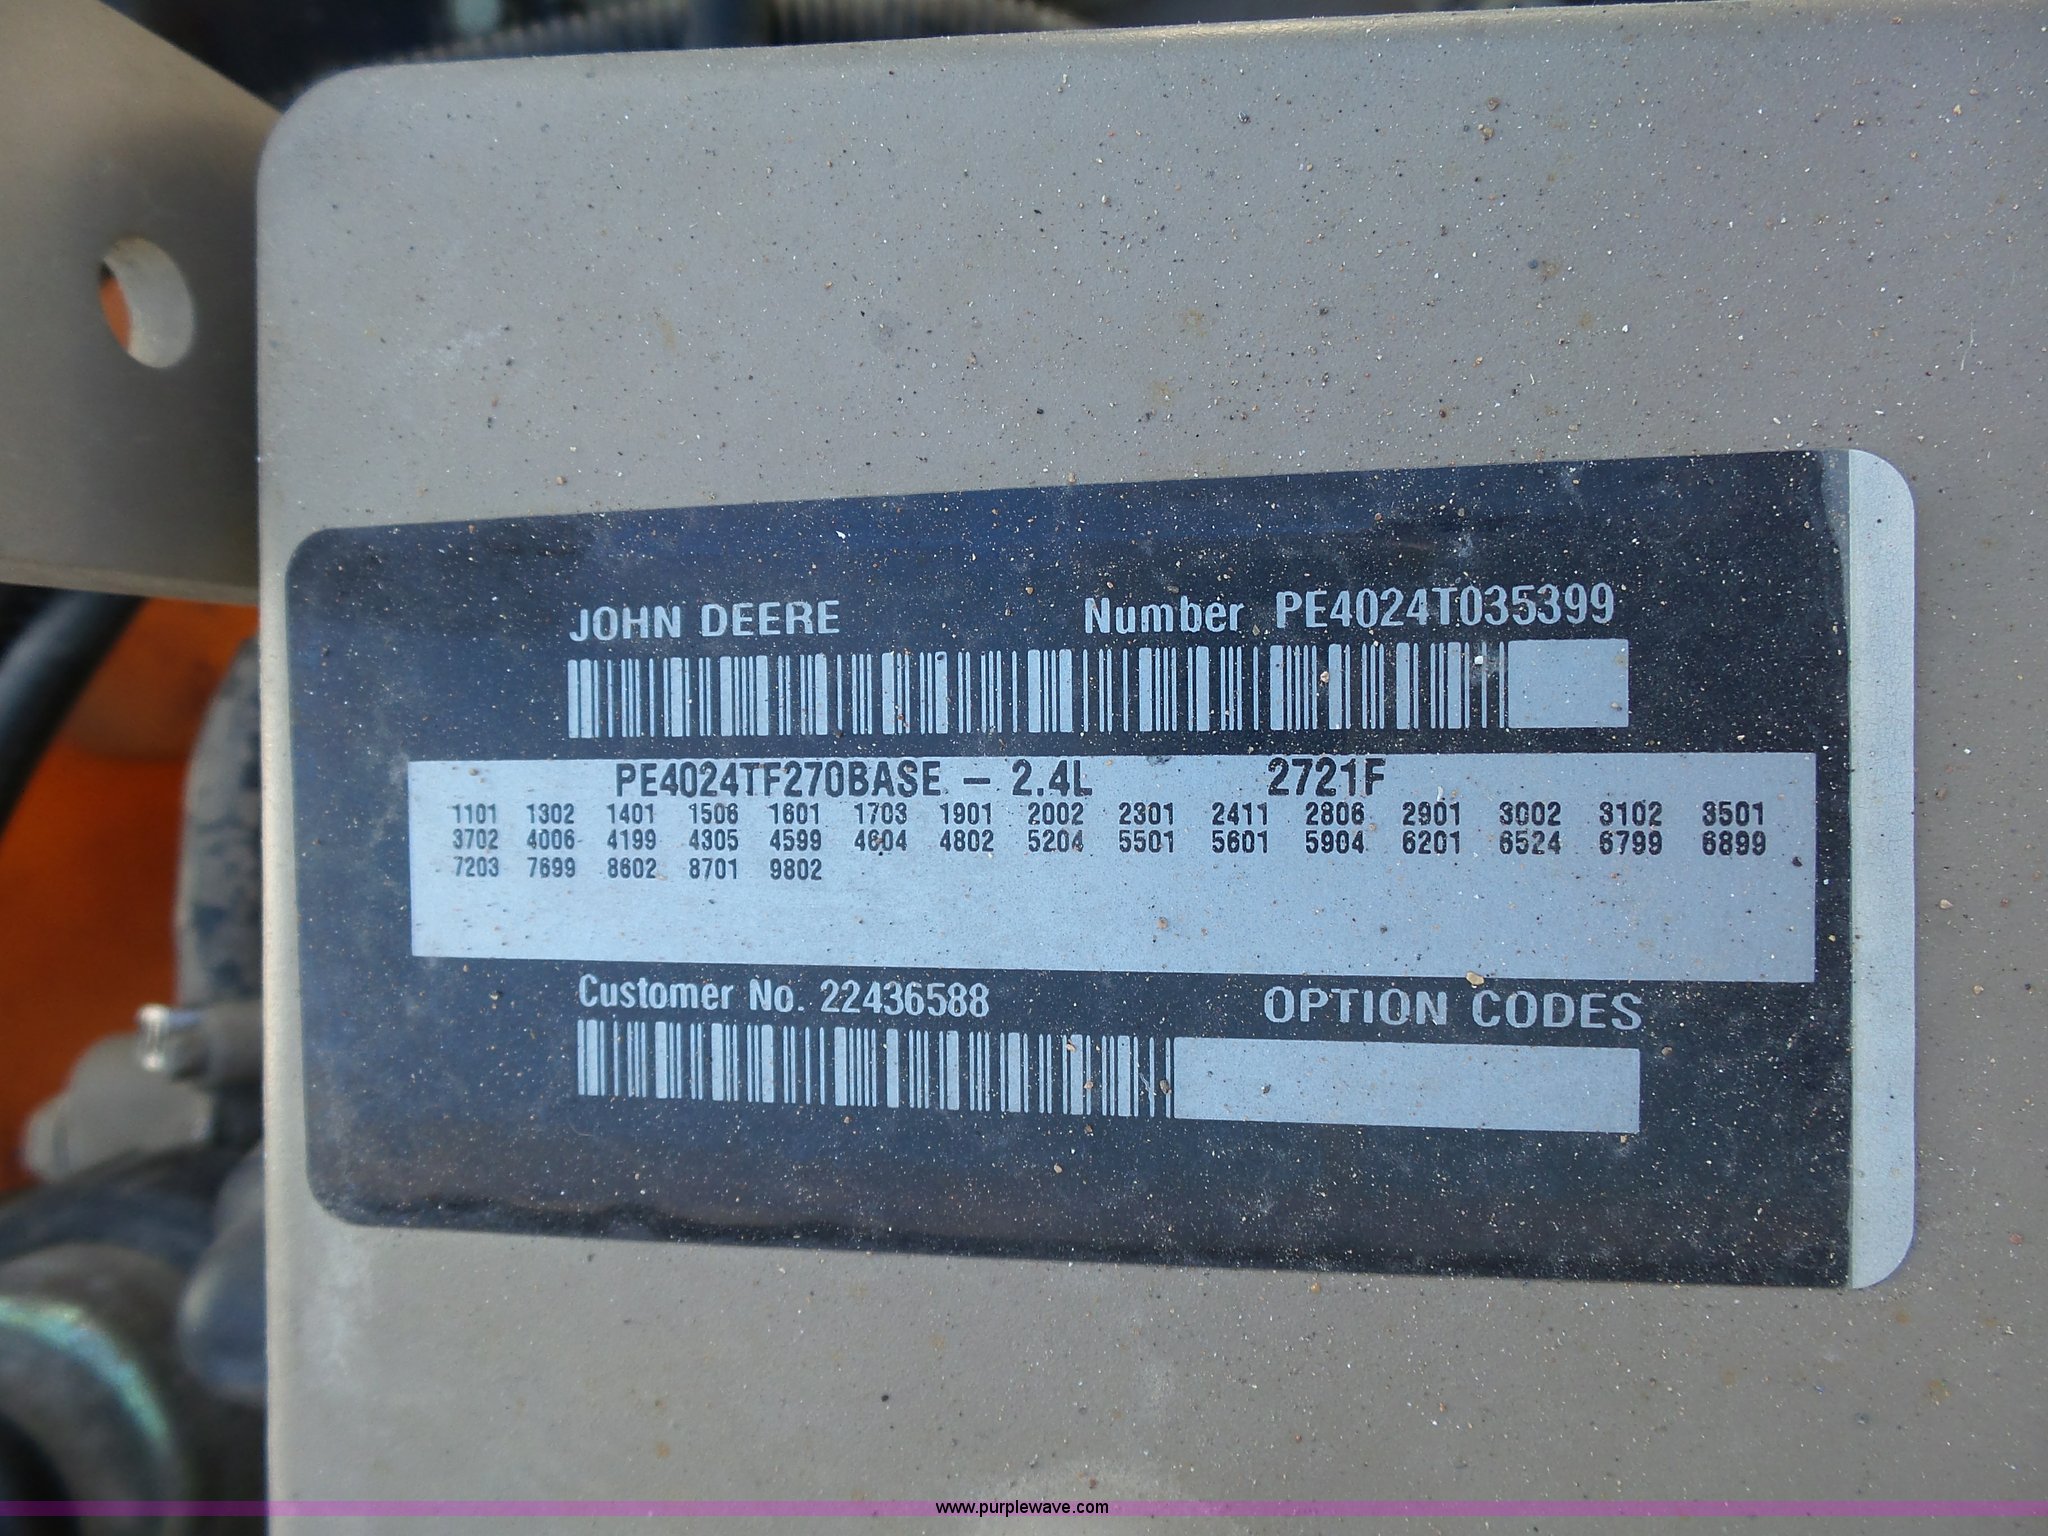 JOHN DEERE Number PE4024T035399
PE4024TF270BASE - 2.4L 2721F
1101 1302 1401 1506 1601 1703 1901 2002 2301 2411 2806 2901 3002 3102 3501
3702 4006 4199 4305 4599 4604 4802 5204 5501 5601 5904 6201 6524 6799 6899
7203 7699 8602 8701 9802
Customer No. 22436588 OPTION CODES
www.purplewave.com